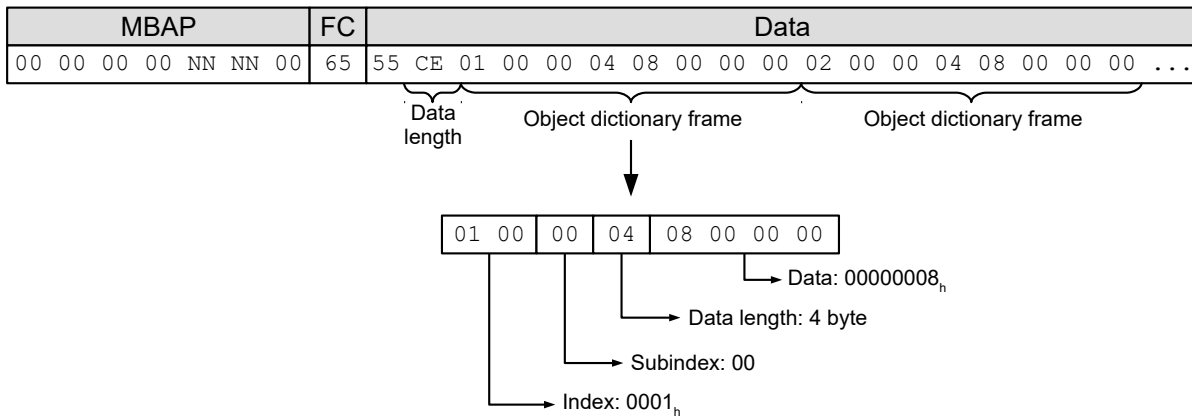 MBAP FC Data
00 00 00 00 NN NN 00 65 55 CE 01 00 00 04 08 00 00 00 02 00 00 04 08 00 00 00 ...
Data
length
Object dictionary frame
Object dictionary frame
01 00 00 04 08 00 00 00
Data: 00000008h
Data length: 4 byte
Subindex: 00
Index: 0001h